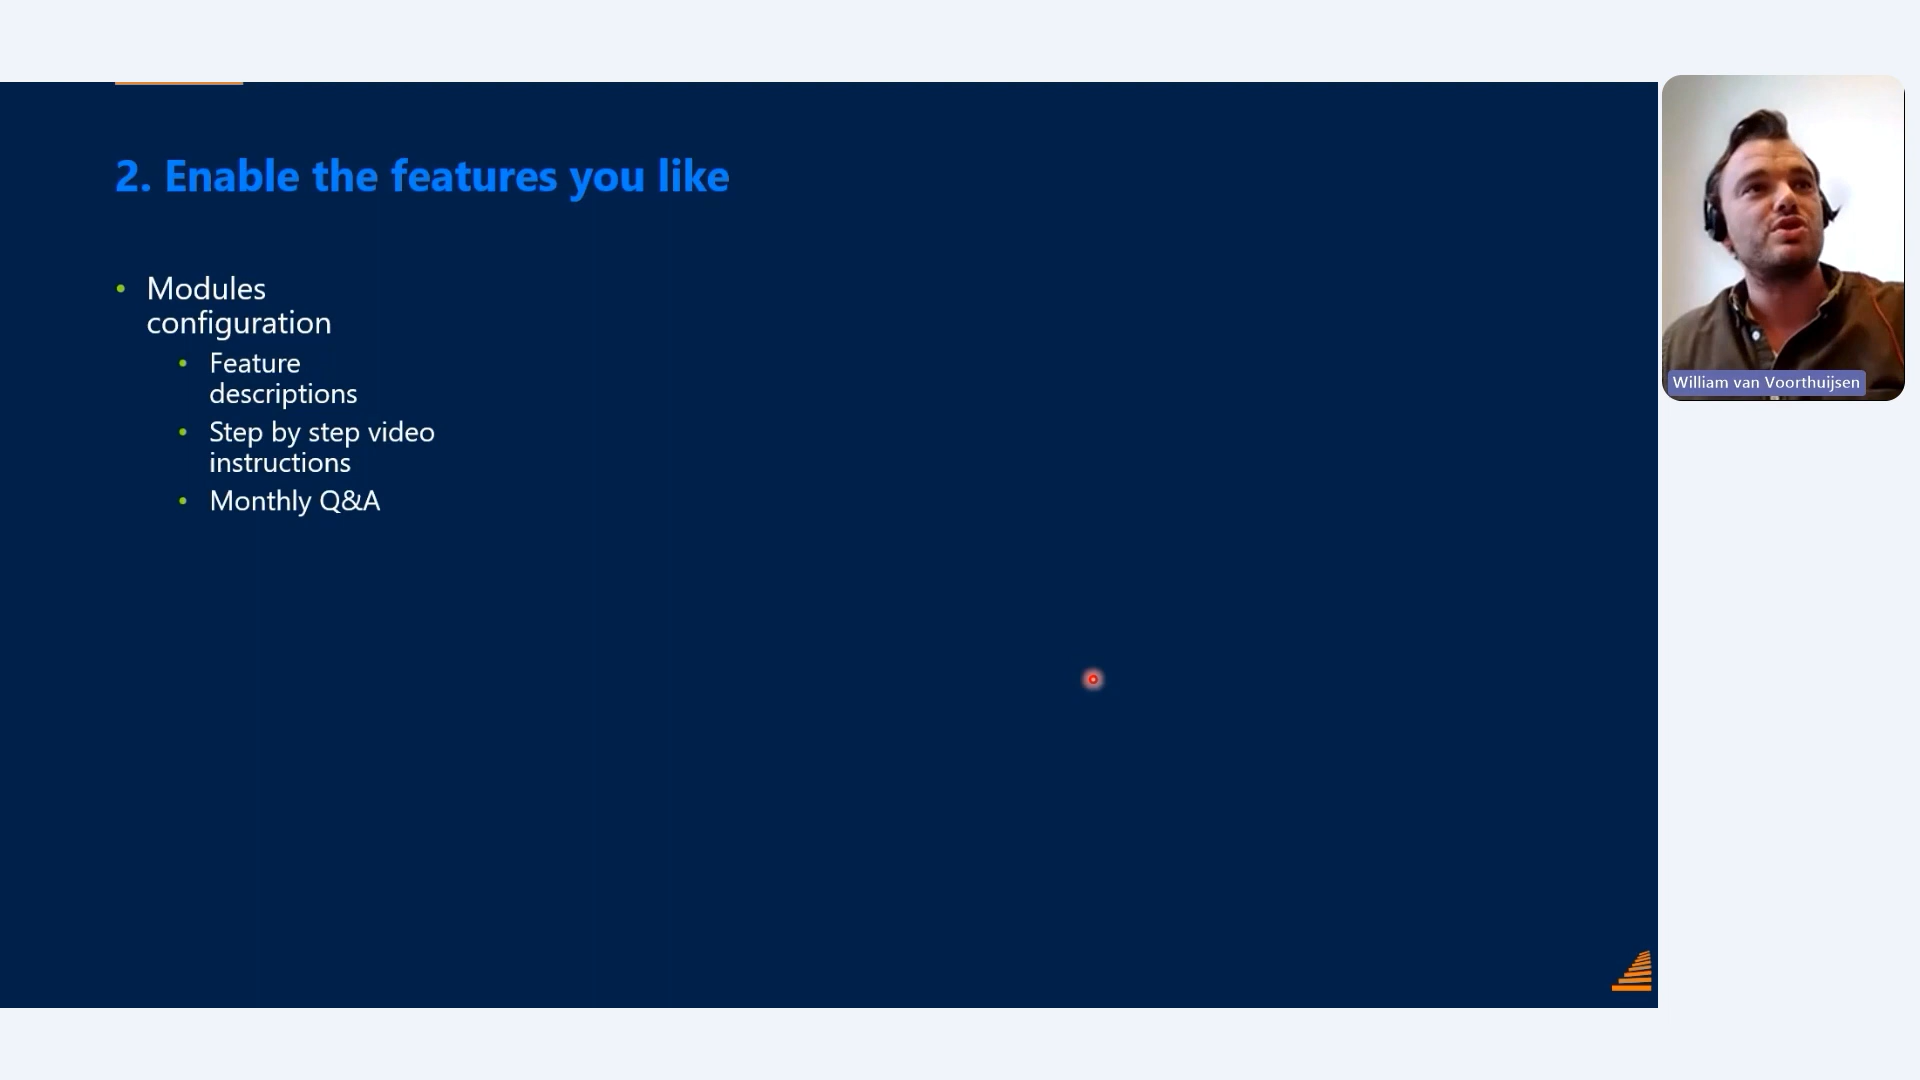 2. Enable the features you like
• Modules
configuration
• Feature
descriptions
• Step by step video
instructions
• Monthly Q&A
William van Voorthuijsen